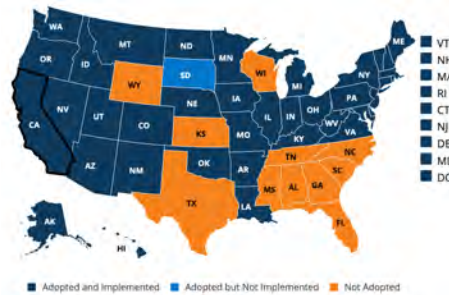 WA
ME
MT
ND
VT
OR
MN
NH
ID
SD
WI
NY
MA
WY
MI
RI
IA
PA
CT
NE
NV
OH
NJ
IL
IN
UT
DE
CA
CO
WV
VA
MD
KS
MO
KY
DC
NC
TN
AZ
OK
NM
AR
SC
MS
AL
GA
TX
LA
AK
FL
HI
Adopted and Implemented
Adopted but Not Implemented
Not Adopted